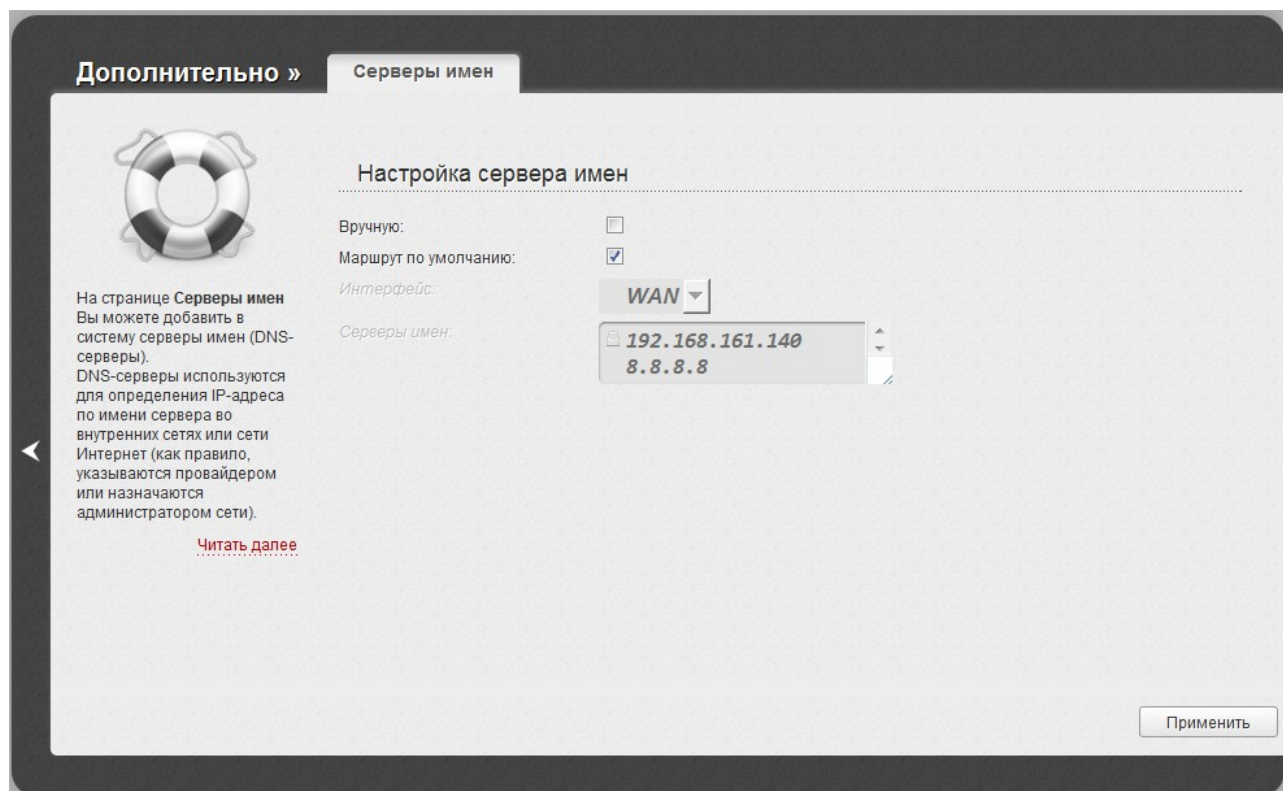 Дополнительно »
Серверы имен
На странице Серверы имен
Вы можете добавить в
систему серверы имен (DNS-
серверы).
DNS-серверы используются
для определения IP-адреса
по имени сервера во
внутренних сетях или сети
Интернет (как правило,
указываются провайдером
или назначаются
администратором сети).
Читать далее
Настройка сервера имен
Вручную:
Маршрут по умолчанию:
Интерфейс:
WAN
Серверы имен:
192.168.161.140
8.8.8.8
Применить